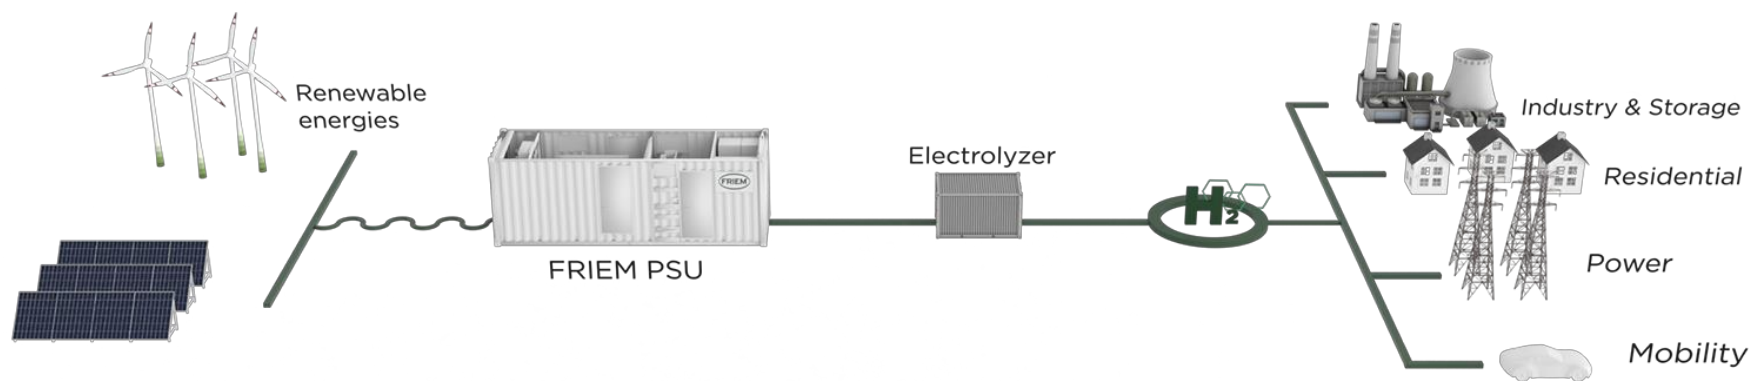 Renewable
energies
FRIEM
FRIEM PSU
Electrolyzer
H2
Industry & Storage
Residential
Power
Mobility